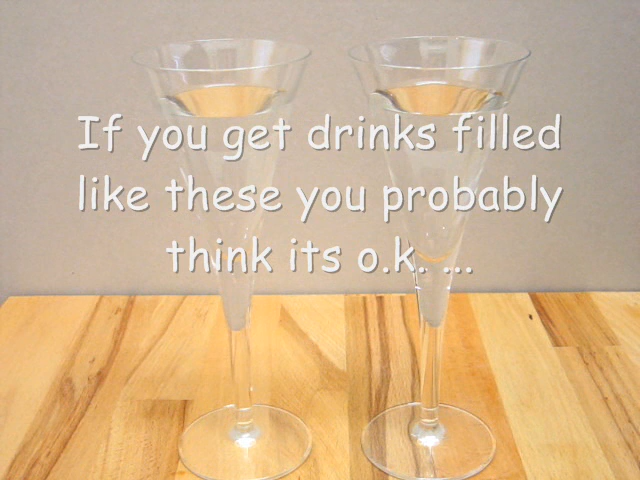 If you get drinks filled
like these you probably
think its o.k. ...